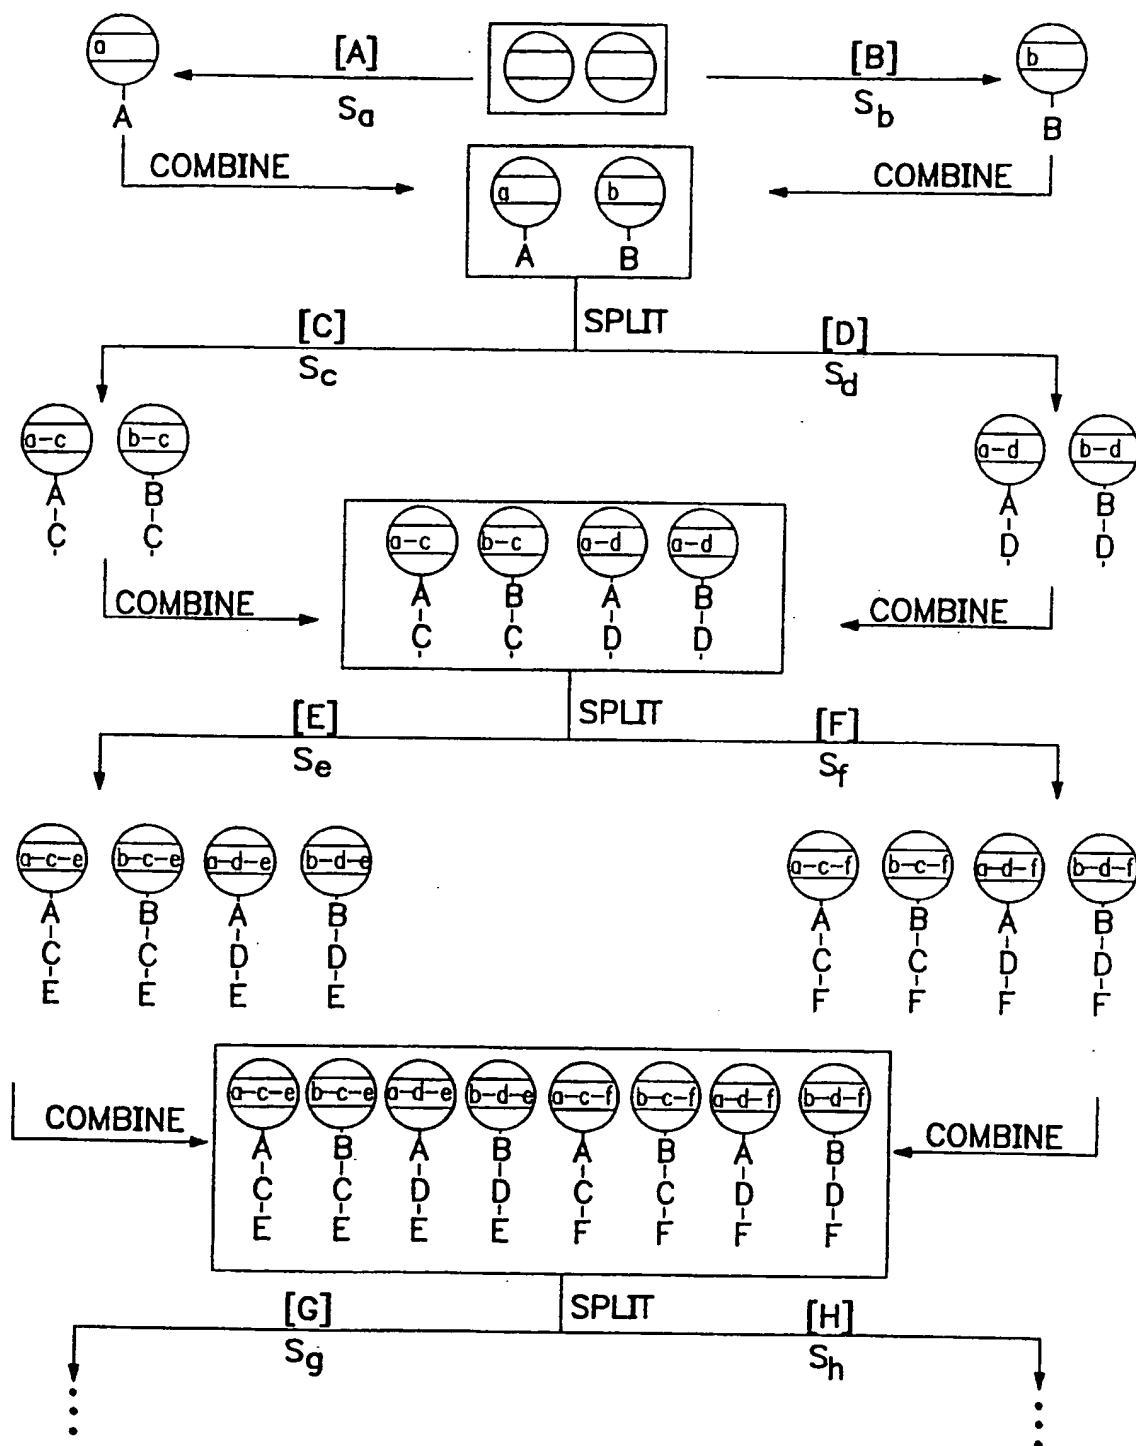 a [A] [B] b
Sa Sb
A B
COMBINE COMBINE
a b
A B
[C] SPLIT [D]
Sc Sd
a-c b-c a-d b-d
A B A B
C C D D
a-c b-c a-d a-d
COMBINE A B A B COMBINE
C C D D
[E] SPLIT [F]
Se Sf
a-c-e b-c-e a-d-e b-d-e a-c-f b-c-f a-d-f b-d-f
A B A B A B A B
C C D D C C D D
E E E E F F F F
a-c-e b-c-e a-d-e b-d-e a-c-f b-c-f a-d-f b-d-f
COMBINE COMBINE
A B A B A B A B
C C D D C C D D
E E E E F F F F
[G] SPLIT [H]
Sg Sh